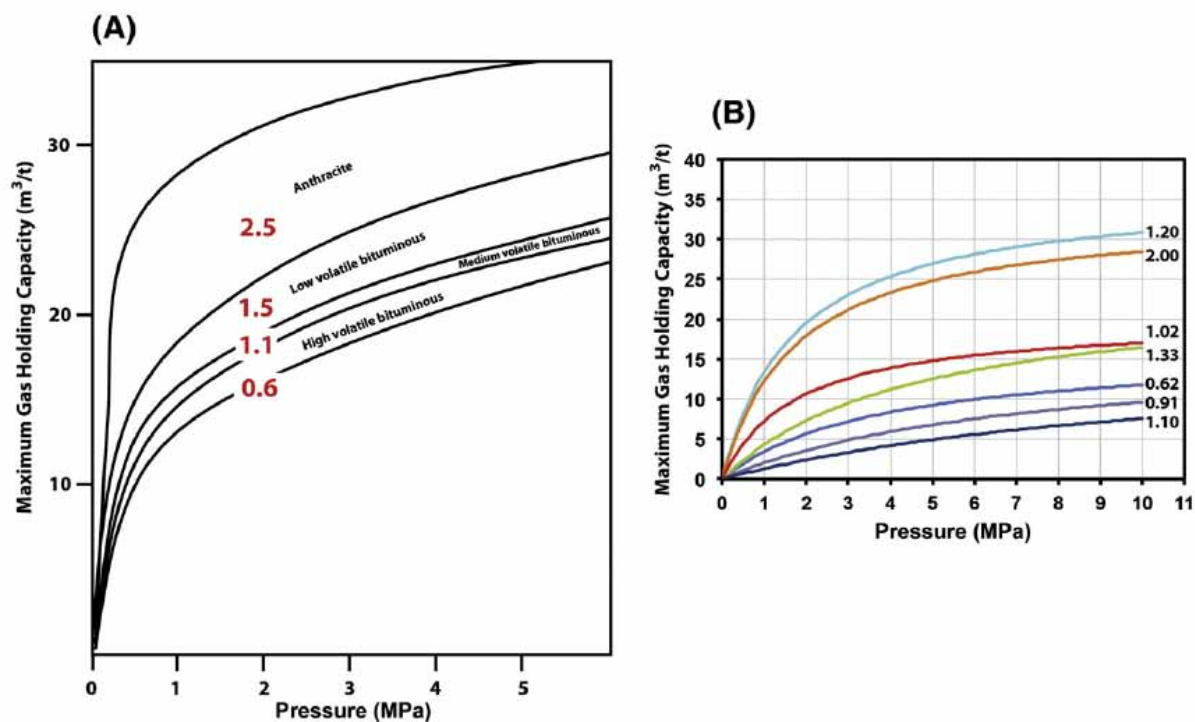 (A)
Maximum Gas Holding Capacity (m³/t)
30
20
10
Anthracite
2.5
Low volatile bituminous
Medium volatile bituminous
1.5
High volatile bituminous
1.1
0.6
0 1 2 3 4 5
Pressure (MPa)
(B)
Maximum Gas Holding Capacity (m³/t)
40
35
30
25
20
15
10
5
0
1.20
2.00
1.02
1.33
0.62
0.91
1.10
0 1 2 3 4 5 6 7 8 9 10 11
Pressure (MPa)